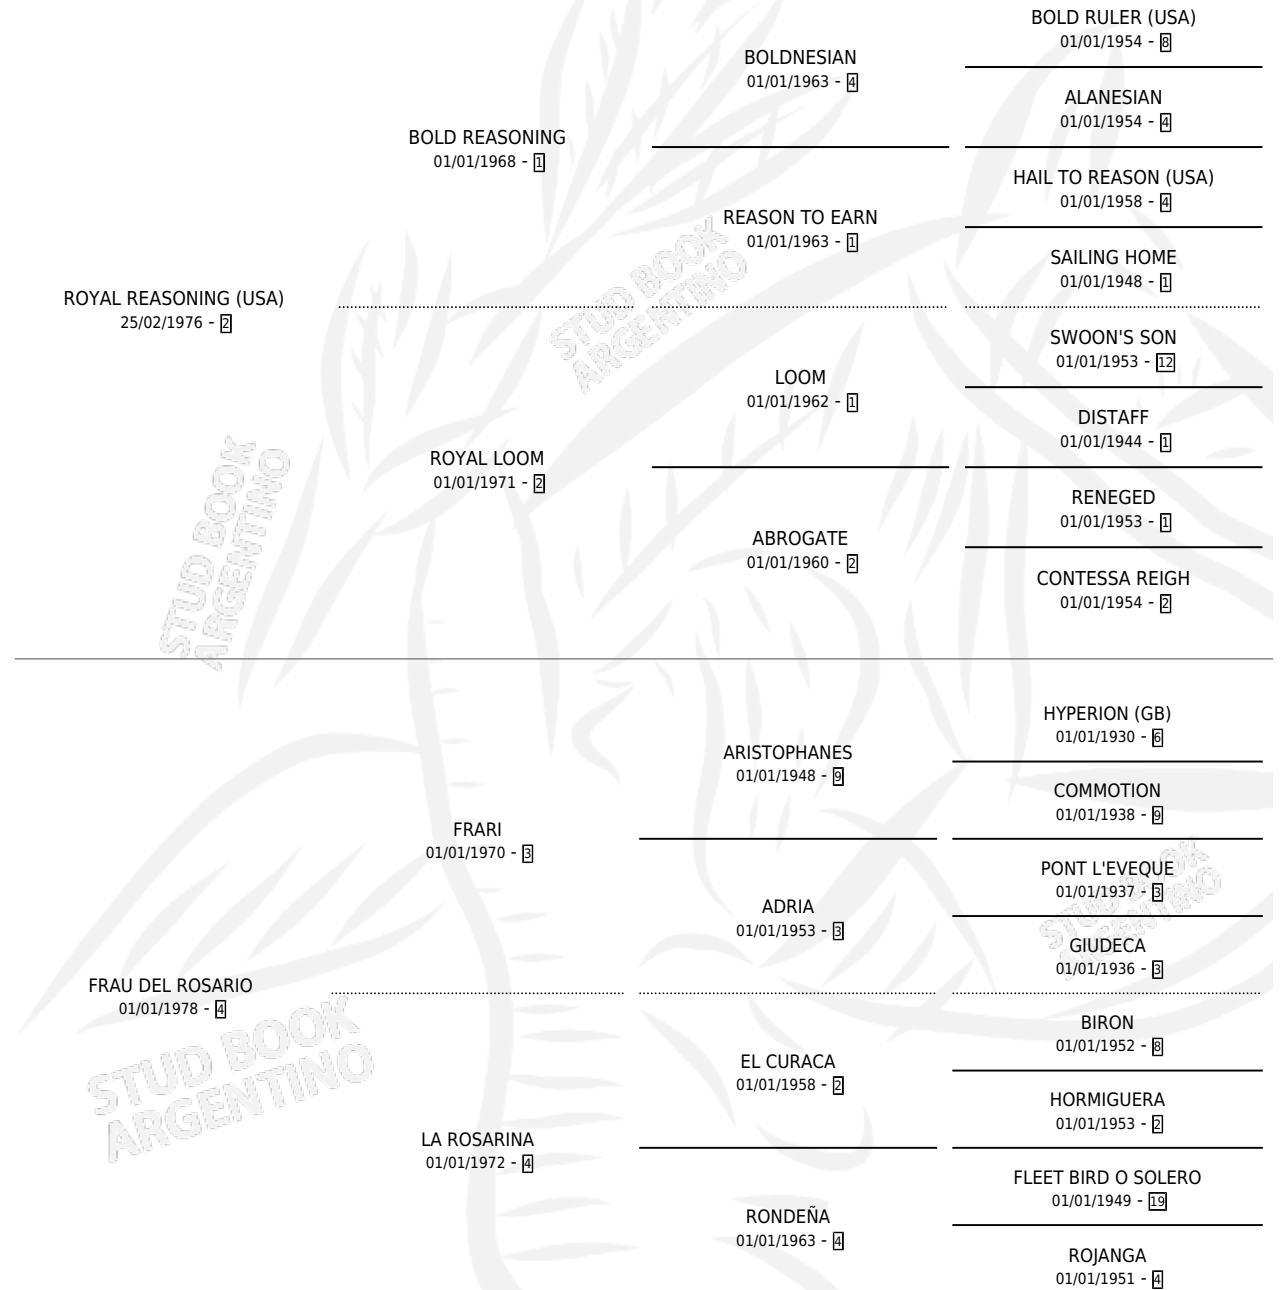 BOLD RULER (USA)
01/01/1954 - 8
BOLDNESIAN
01/01/1963 - 4
ALANESIAN
01/01/1954 - 4
BOLD REASONING
01/01/1968 - 1
HAIL TO REASON (USA)
01/01/1958 - 4
REASON TO EARN
01/01/1963 - 1
SAILING HOME
01/01/1948 - 1
ROYAL REASONING (USA)
25/02/1976 - 2
SWOON'S SON
01/01/1953 - 12
LOOM
01/01/1962 - 1
DISTAFF
01/01/1944 - 1
ROYAL LOOM
01/01/1971 - 2
RENEGED
01/01/1953 - 1
ABROGATE
01/01/1960 - 2
CONTESSA REIGH
01/01/1954 - 2
HYPERION (GB)
01/01/1930 - 6
ARISTOPHANES
01/01/1948 - 9
COMMOTION
01/01/1938 - 9
FRARI
01/01/1970 - 3
PONT L'EVEQUE
01/01/1937 - 3
ADRIA
01/01/1953 - 3
GIUDECA
01/01/1936 - 3
FRAU DEL ROSARIO
01/01/1978 - 4
BIRON
01/01/1952 - 8
EL CURACA
01/01/1958 - 2
HORMIGUERA
01/01/1953 - 2
LA ROSARINA
01/01/1972 - 4
FLEET BIRD O SOLERO
01/01/1949 - 19
RONDEÑA
01/01/1963 - 4
ROJANGA
01/01/1951 - 4
STUD BOOK
ARGENTINO
STUD BOOK
ARGENTINO
STUD BOOK
ARGENTINO
STUD BOOK
ARGENTINO